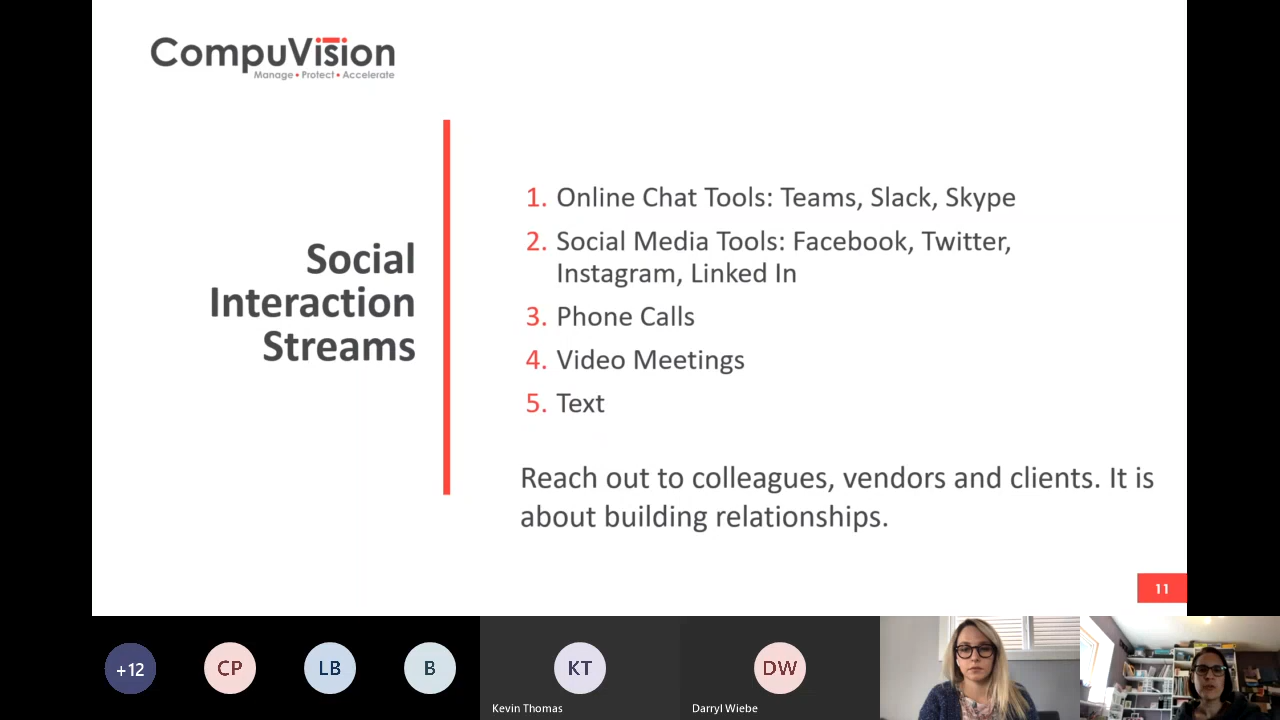 CompuVision
Manage • Protect • Accelerate
Social
Interaction
Streams
1. Online Chat Tools: Teams, Slack, Skype
2. Social Media Tools: Facebook, Twitter,
Instagram, Linked In
3. Phone Calls
4. Video Meetings
5. Text
Reach out to colleagues, vendors and clients. It is
about building relationships.
11
+12
CP
LB
B
KT
DW
Kevin Thomas
Darryl Wiebe